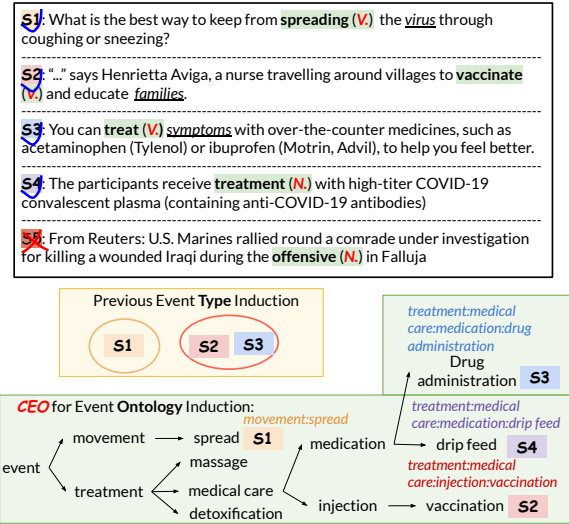 S1: What is the best way to keep from spreading (V.) the virus through
coughing or sneezing?
S2: “...” says Henrietta Aviga, a nurse travelling around villages to vaccinate
(V.) and educate families.
S3: You can treat (V.) symptoms with over-the-counter medicines, such as
acetaminophen (Tylenol) or ibuprofen (Motrin, Advil), to help you feel better.
S4: The participants receive treatment (N.) with high-titer COVID-19
convalescent plasma (containing anti-COVID-19 antibodies)
S5: From Reuters: U.S. Marines rallied round a comrade under investigation
for killing a wounded Iraqi during the offensive (N.) in Falluja
Previous Event Type Induction
S1
S2 S3
treatment:medical
care:medication:drug
administration
Drug
administration S3
CEO for Event Ontology Induction:
movement:spread
treatment:medical
care:medication:drip feed
event
movement
spread S1
medication
drip feed S4
massage
treatment
medical care
detoxification
treatment:medical
care:injection:vaccination
injection
vaccination S2